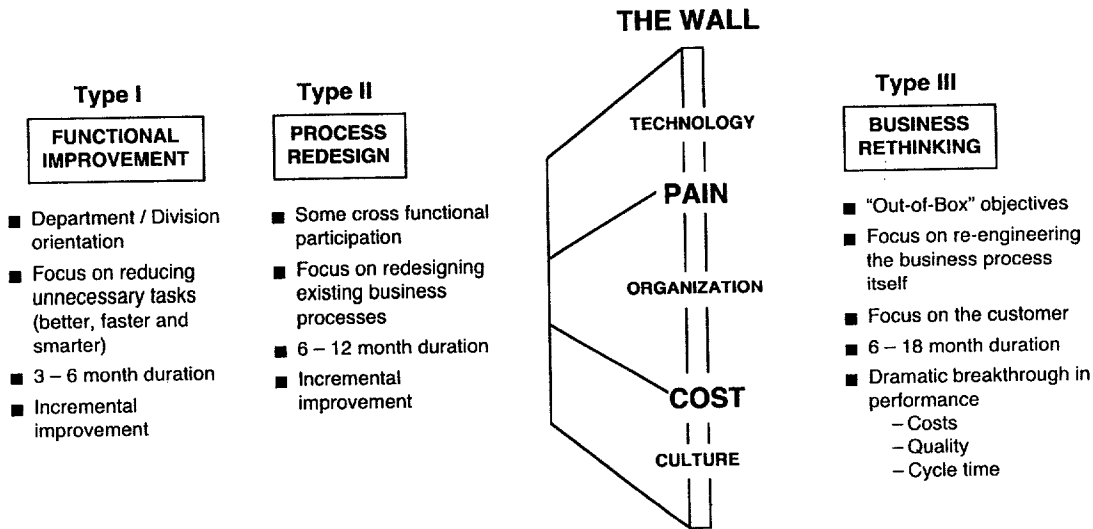 THE WALL
Type I
FUNCTIONAL
IMPROVEMENT
■ Department / Division
orientation
■ Focus on reducing
unnecessary tasks
(better, faster and
smarter)
■ 3 – 6 month duration
■ Incremental
improvement
Type II
PROCESS
REDESIGN
■ Some cross functional
participation
■ Focus on redesigning
existing business
processes
■ 6 – 12 month duration
■ Incremental
improvement
TECHNOLOGY
PAIN
ORGANIZATION
COST
CULTURE
Type III
BUSINESS
RETHINKING
■ “Out-of-Box” objectives
■ Focus on re-engineering
the business process
itself
■ Focus on the customer
■ 6 – 18 month duration
■ Dramatic breakthrough in
performance
– Costs
– Quality
– Cycle time